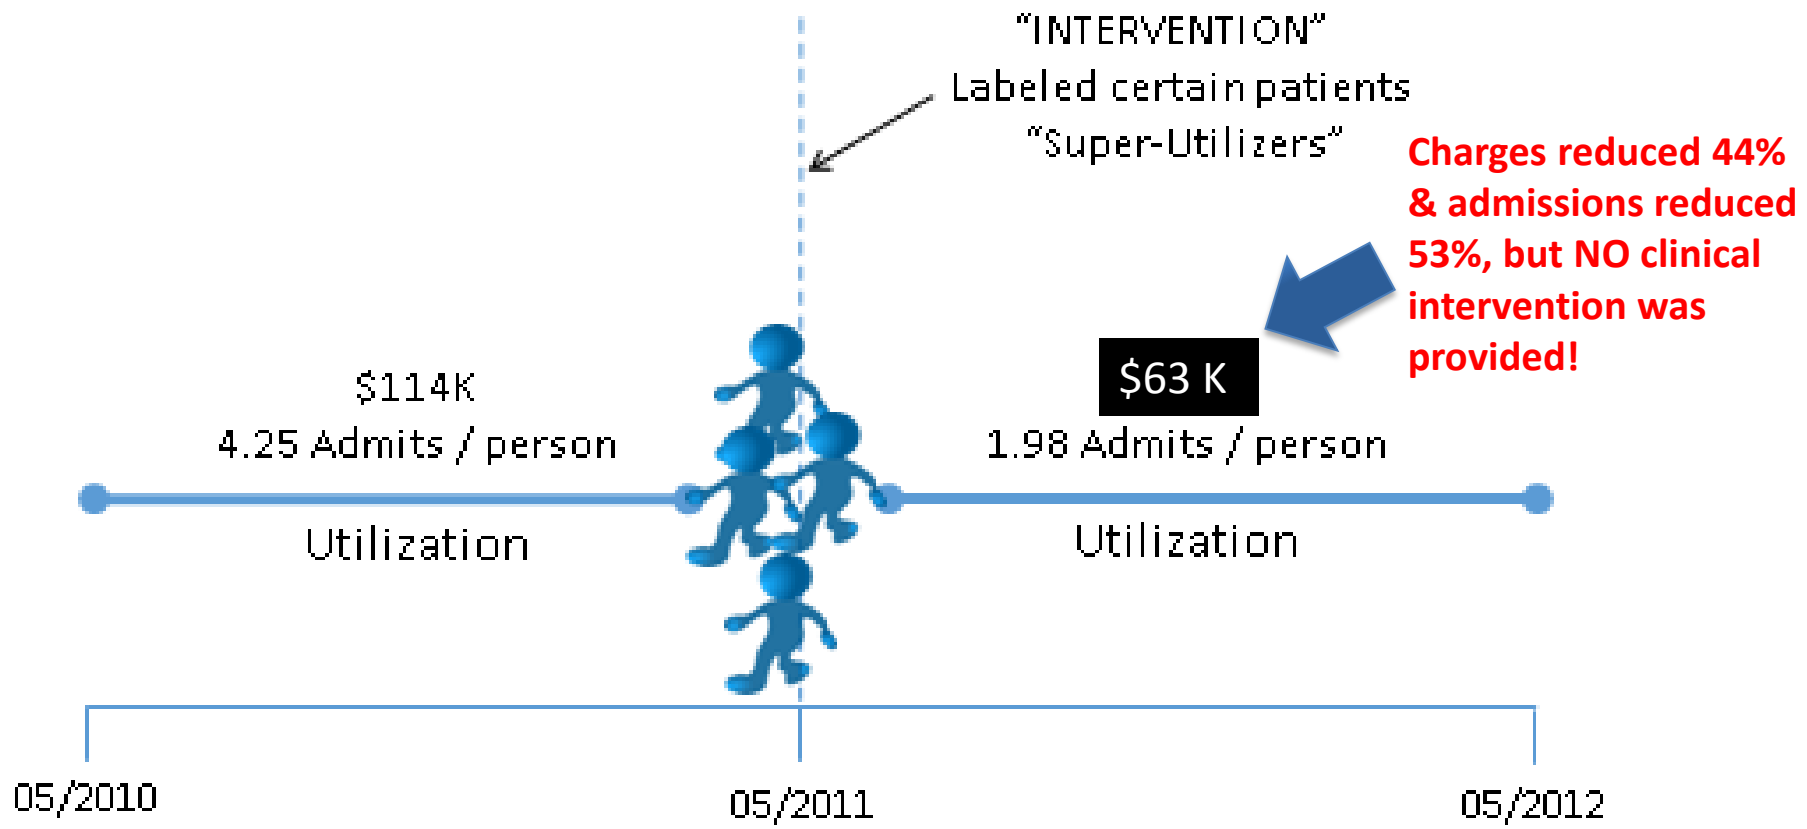 “INTERVENTION”
Labeled certain patients
“Super-Utilizers”
Charges reduced 44%
& admissions reduced
53%, but NO clinical
intervention was
provided!
$114K
4.25 Admits / person
Utilization
$63 K
1.98 Admits / person
Utilization
05/2010
05/2011
05/2012